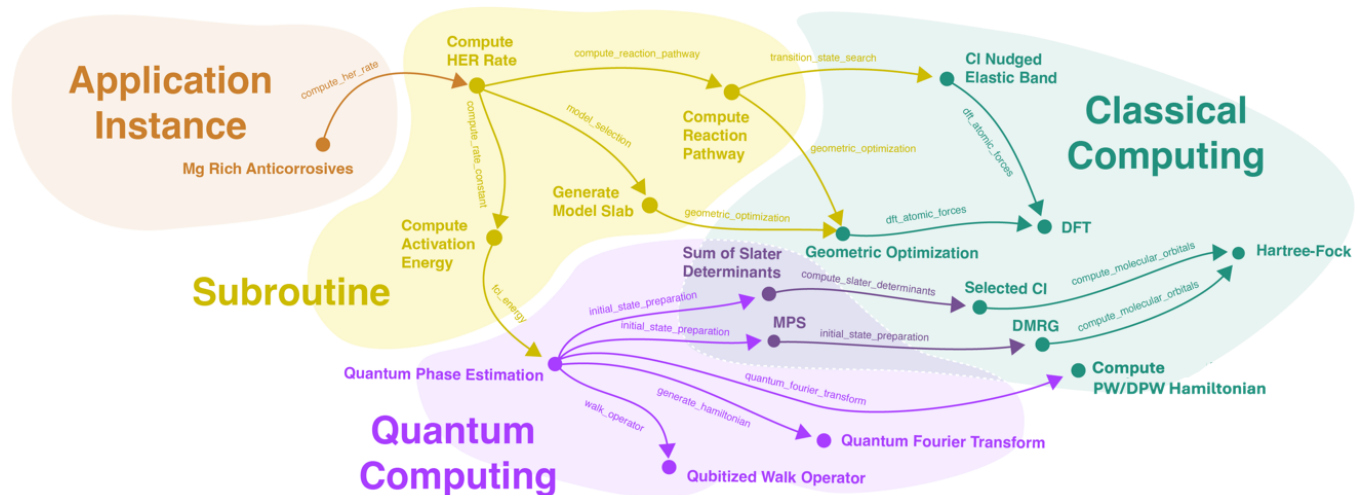 Application
Instance
compute_her_rate
Mg Rich Anticorrosives
Compute
HER Rate
compute_reaction_pathway
transition_state_search
CI Nudged
Elastic Band
Classical
Computing
compute_rate_constant
model_selection
Compute
Reaction
Pathway
geometric_optimization
dft_atomic_forces
Generate
Model Slab
geometric_optimization
dft_atomic_forces
DFT
Compute
Activation
Energy
Geometric Optimization
Hartree-Fock
Subroutine
fci_energy
Sum of Slater
Determinants
compute_slater_determinants
compute_molecular_orbitals
Selected CI
initial_state_preparation
initial_state_preparation
MPS
initial_state_preparation
DMRG
compute_molecular_orbitals
Quantum Phase Estimation
quantum_fourier_transform
Compute
PW/DPW Hamiltonian
walk_operator
generate_hamiltonian
Quantum
Computing
Quantum Fourier Transform
Qubitized Walk Operator